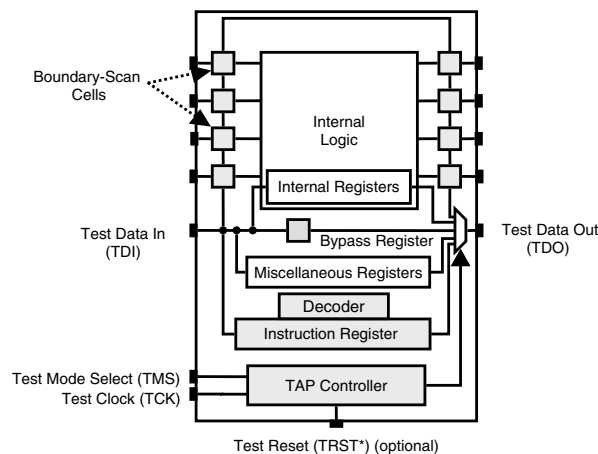 Boundary-Scan
Cells
Internal
Logic
Internal Registers
Test Data In
(TDI)
Bypass Register
Test Data Out
(TDO)
Miscellaneous Registers
Decoder
Instruction Register
Test Mode Select (TMS)
Test Clock (TCK)
TAP Controller
Test Reset (TRST*) (optional)